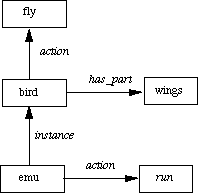 fly
action
has_part
bird
wings
instance
action
emu
run